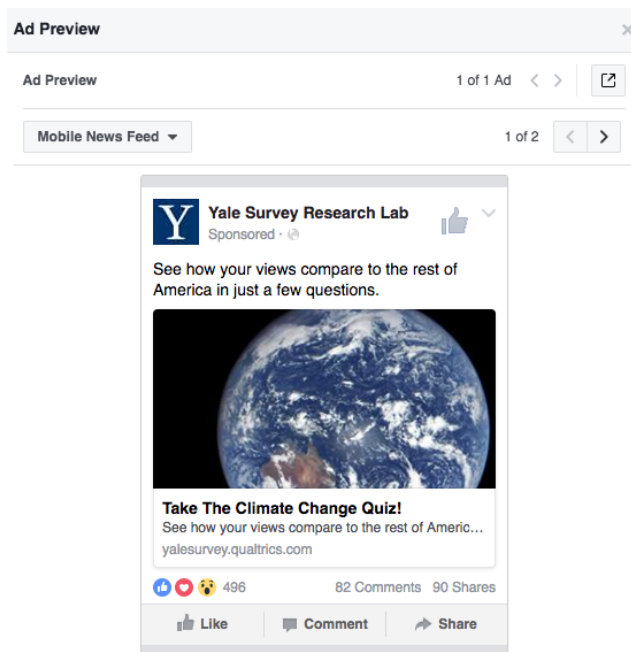 Ad Preview
Ad Preview
1 of 1 Ad
Mobile News Feed
1 of 2
Y
Yale Survey Research Lab
Sponsored ·
See how your views compare to the rest of
America in just a few questions.
Take The Climate Change Quiz!
See how your views compare to the rest of Americ...
yalesurvey.qualtrics.com
496
82 Comments 90 Shares
Like
Comment
Share